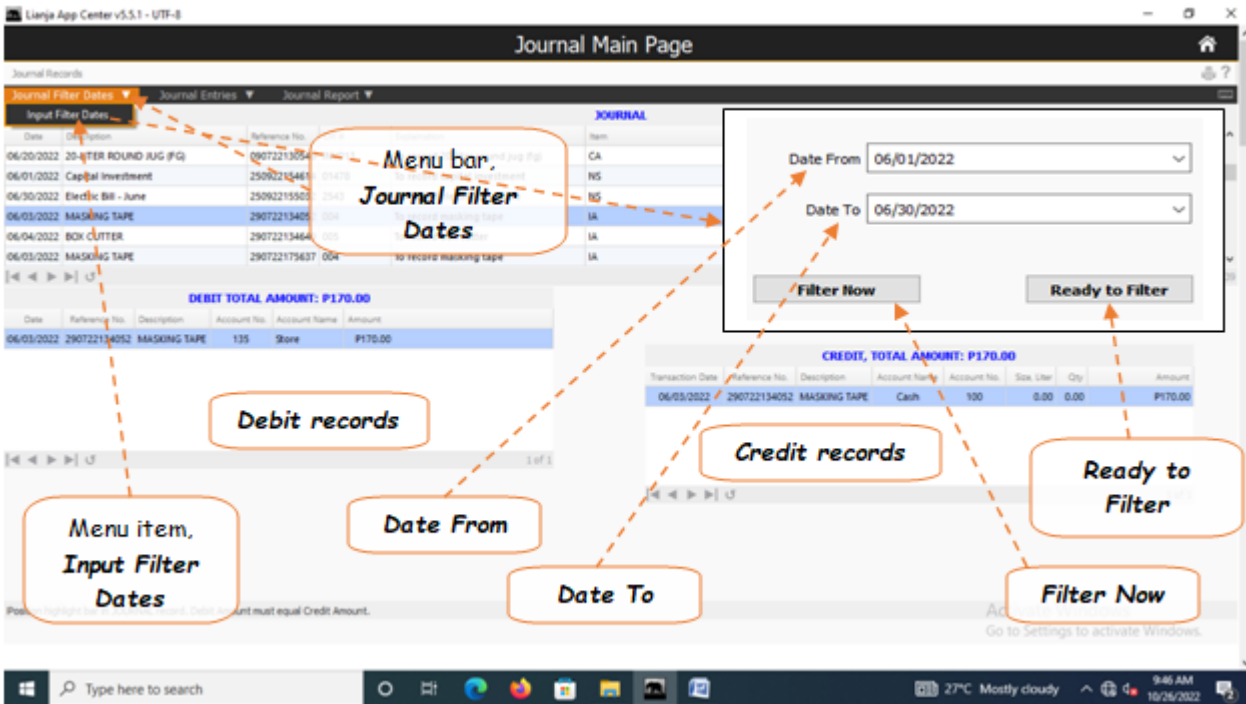 Lianja App Center v5.5.1 - UTF-8
Journal Main Page
Journal Records
?
Journal Filter Dates ▼ Journal Entries ▼ Journal Report ▼
Input Filter Dates
JOURNAL
Date Description Reference No. Item
06/20/2022 20-LITER ROUND JUG (FG) CA
06/01/2022 Capital Investment NS
06/30/2022 Electric Bill - June NS
06/03/2022 MASKING TAPE IA
06/04/2022 BOX CUTTER IA
06/03/2022 MASKING TAPE 290722175637 004 To record masking tape IA
Menu bar,
Journal Filter
Dates
Date From 06/01/2022
Date To 06/30/2022
Filter Now Ready to Filter
DEBIT TOTAL AMOUNT: P170.00
Date Reference No. Description Account No. Account Name Amount
06/03/2022 290722134052 MASKING TAPE 135 Store P170.00
1 of 1
CREDIT, TOTAL AMOUNT: P170.00
Transaction Date Reference No. Description Account Name Account No. Size, Liter Qty Amount
06/03/2022 290722134052 MASKING TAPE Cash 100 0.00 0.00 P170.00
Debit records
Credit records
Ready to
Filter
Date From
Menu item,
Input Filter
Dates
Date To
Filter Now
must equal Credit Amount.
Go to Settings to activate Windows.
Type here to search
27°C Mostly cloudy
9:46 AM
10/26/2022